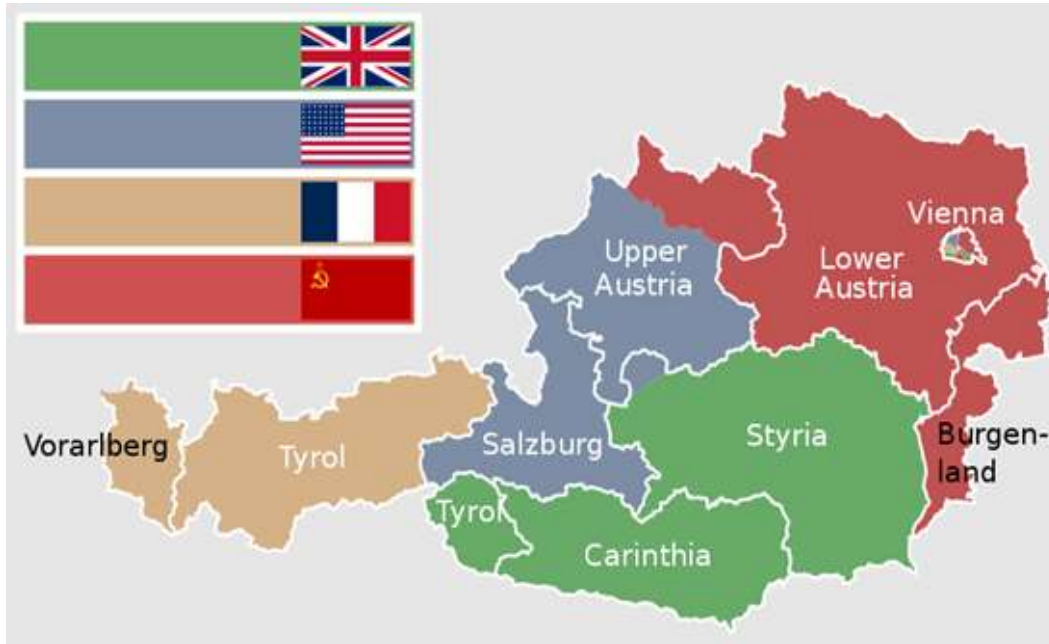 Vienna
Upper
Austria
Lower
Austria
Vorarlberg
Tyrol
Salzburg
Styria
Burgen-
land
Tyrol
Carinthia